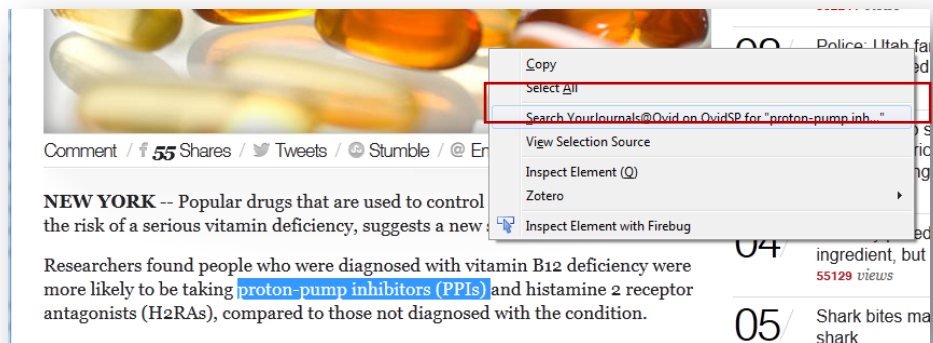 Comment / f 55 Shares / Tweets / Stumble / @
NEW YORK -- Popular drugs that are used to control
the risk of a serious vitamin deficiency, suggests a new
Researchers found people who were diagnosed with vitamin B12 deficiency were
more likely to be taking proton-pump inhibitors (PPIs) and histamine 2 receptor
antagonists (H2RAs), compared to those not diagnosed with the condition.
Copy
Select All
Search YourJournals@Ovid on OvidSP for "proton-pump inh..."
View Selection Source
Inspect Element (Q)
Zotero
Inspect Element with Firebug
Police: Utah
04/
ingredient, but
55129 views
05/
Shark bites
shark